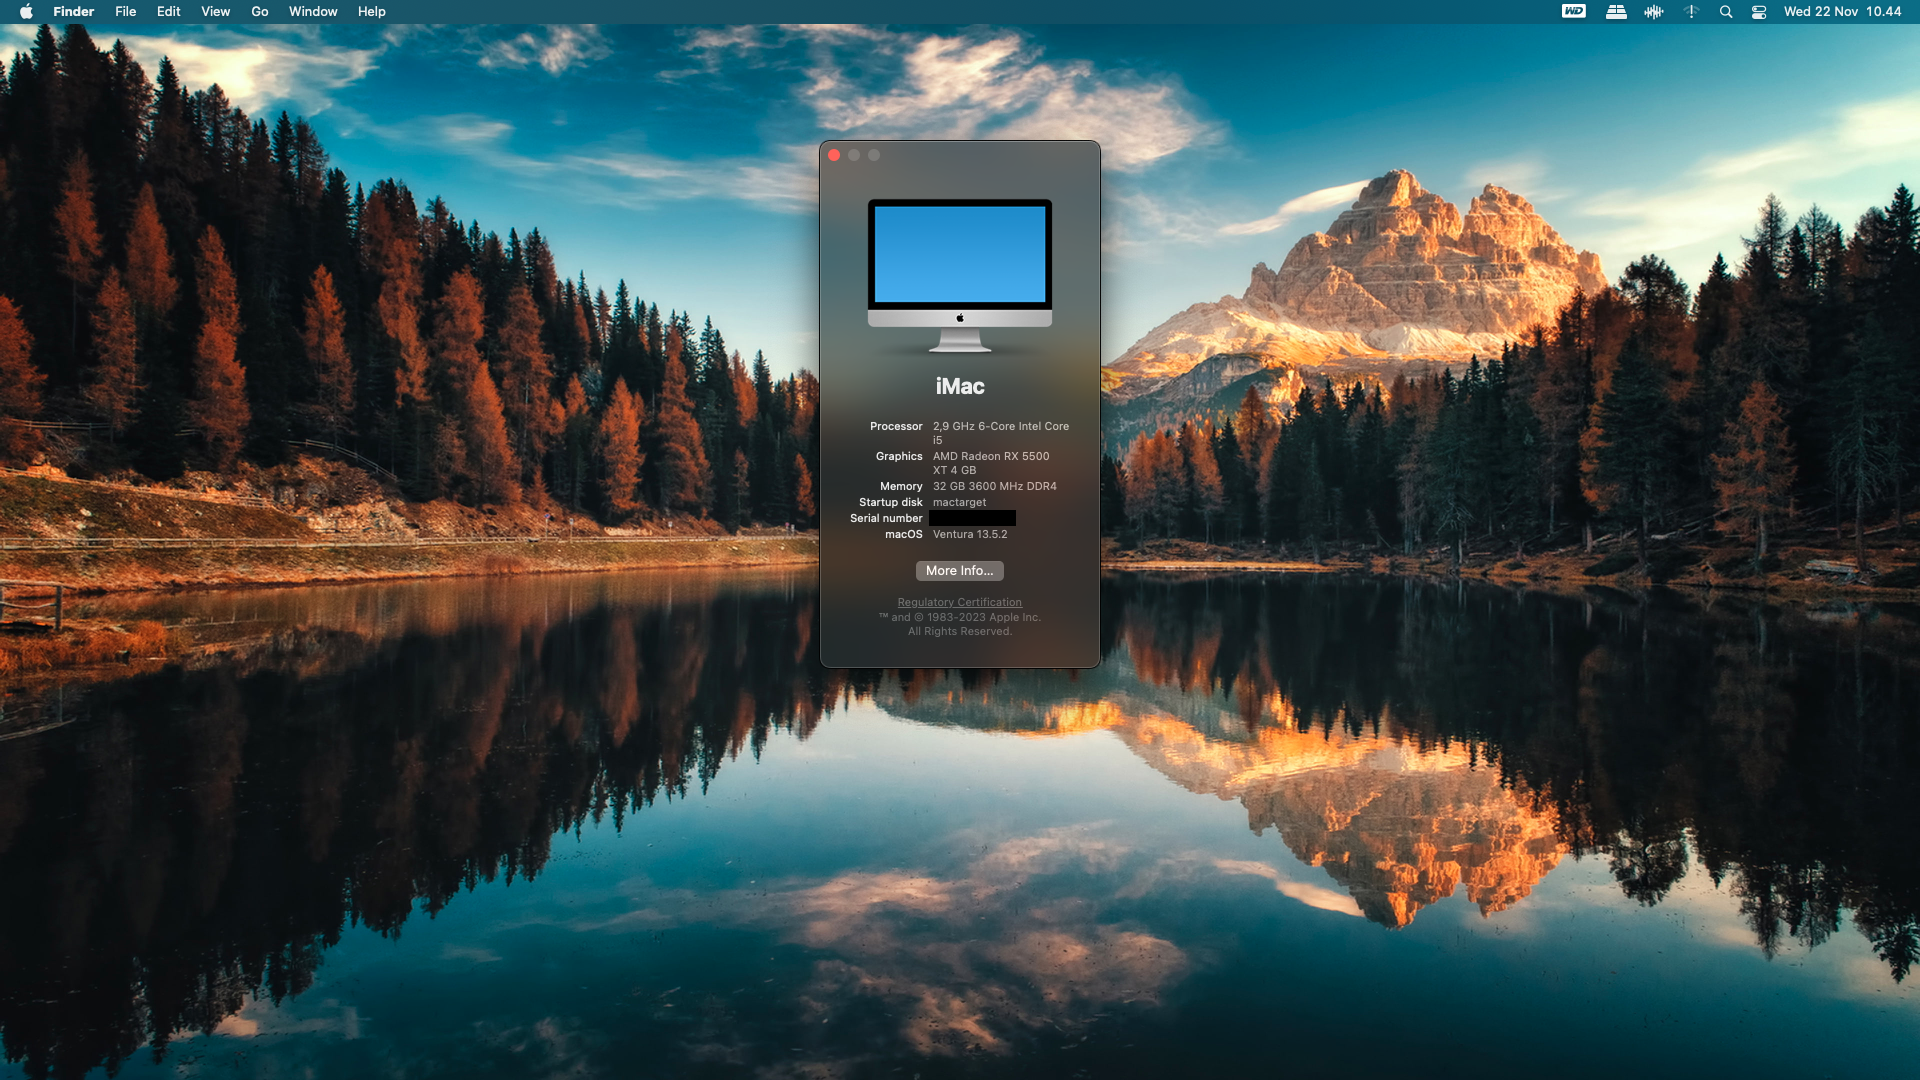 Finder File Edit View Go Window Help
WD
Wed 22 Nov 10.44
iMac
Processor 2,9 GHz 6-Core Intel Core
i5
Graphics AMD Radeon RX 5500
XT 4 GB
Memory 32 GB 3600 MHz DDR4
Startup disk mactarget
Serial number
macOS Ventura 13.5.2
More Info...
Regulatory Certification
™ and © 1983-2023 Apple Inc.
All Rights Reserved.